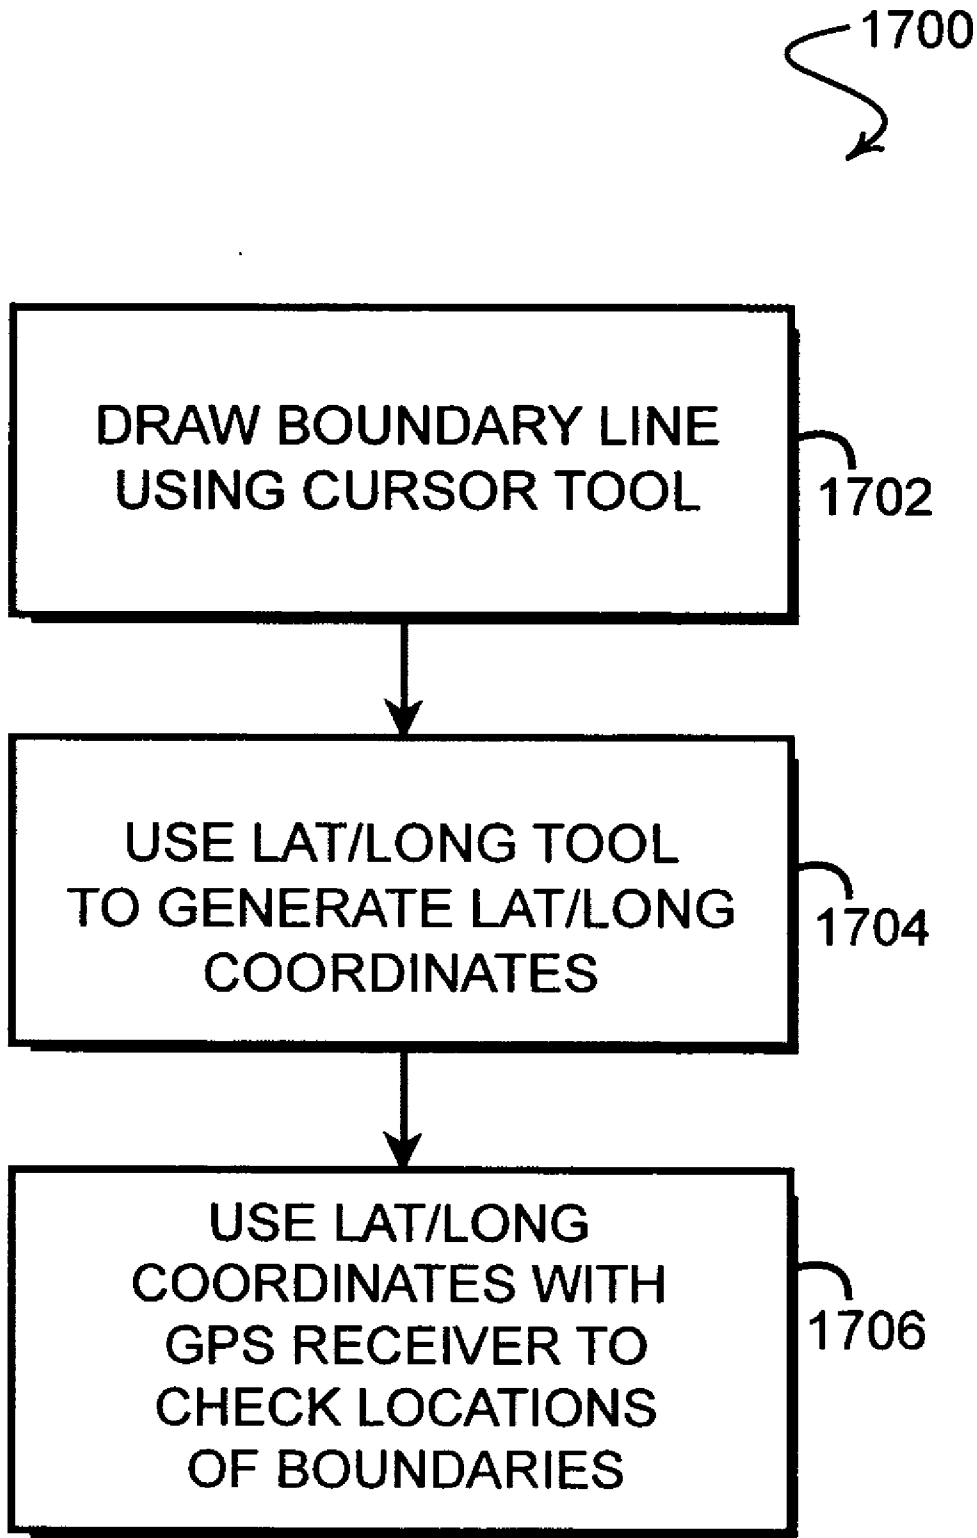 1700
DRAW BOUNDARY LINE
USING CURSOR TOOL
1702
USE LAT/LONG TOOL
TO GENERATE LAT/LONG
COORDINATES
1704
USE LAT/LONG
COORDINATES WITH
GPS RECEIVER TO
CHECK LOCATIONS
OF BOUNDARIES
1706